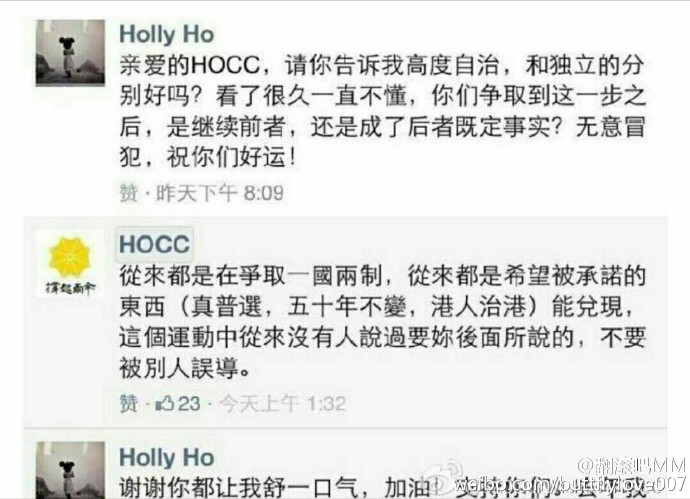 Holly Ho
亲爱的HOCC，请你告诉我高度自治，和独立的分
别好吗？看了很久一直不懂，你们争取到这一步之
后，是继续前者，还是成了后者既定事实？无意冒
犯，祝你们好运！
赞 · 昨天下午 8:09
HOCC
撐起雨傘
從來都是在爭取一國兩制，從來都是希望被承諾的
東西（真普選，五十年不變，港人治港）能兌現，
這個運動中從來沒有人說過要妳後面所說的，不要
被別人誤導。
赞 · 23 · 今天上午 1:32
Holly Ho
@翻滚吧MM
谢谢你都让我舒一口气，加油！
weibo.com/butterlove007